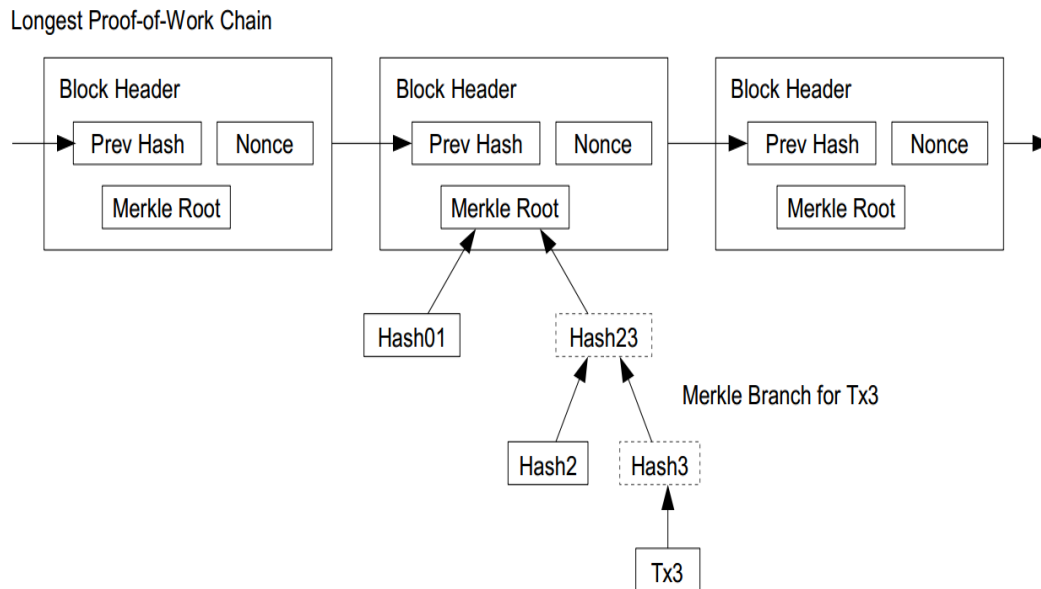 Longest Proof-of-Work Chain
Block Header
Prev Hash
Nonce
Merkle Root
Block Header
Prev Hash
Nonce
Merkle Root
Block Header
Prev Hash
Nonce
Merkle Root
Hash01
Hash23
Merkle Branch for Tx3
Hash2
Hash3
Tx3